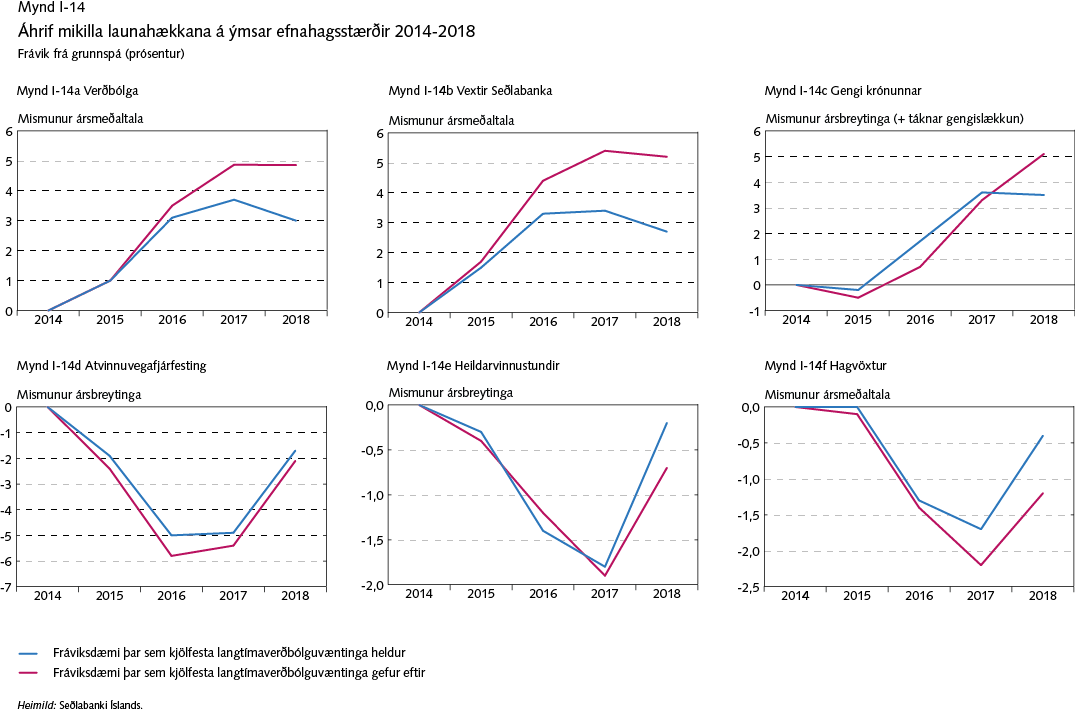 Mynd I-14
Áhrif mikilla launahækkana á ýmsar efnahagsstærðir 2014-2018
Frávik frá grunnspá (prósentur)
Mynd I-14a Verðbólga
Mismunur ársmeðaltala
6
5
4
3
2
1
0
2014 2015 2016 2017 2018
Mynd I-14b Vextir Seðlabanka
Mismunur ársmeðaltala
6
5
4
3
2
1
0
2014 2015 2016 2017 2018
Mynd I-14c Gengi krónunnar
Mismunur ársbreytinga (+ táknar gengislækkun)
6
5
4
3
2
1
0
-1
2014 2015 2016 2017 2018
Mynd I-14d Atvinnuvegafjárfesting
Mismunur ársbreytinga
0
-1
-2
-3
-4
-5
-6
-7
2014 2015 2016 2017 2018
Mynd I-14e Heildarvinnustundir
Mismunur ársbreytinga
0,0
-0,5
-1,0
-1,5
-2,0
2014 2015 2016 2017 2018
Mynd I-14f Hagvöxtur
Mismunur ársmeðaltala
0,0
-0,5
-1,0
-1,5
-2,0
-2,5
2014 2015 2016 2017 2018
Fráviksdæmi þar sem kjölfesta langtímaverðbólguvæntinga heldur
Fráviksdæmi þar sem kjölfesta langtímaverðbólguvæntinga gefur eftir
Heimild: Seðlabanki Íslands.